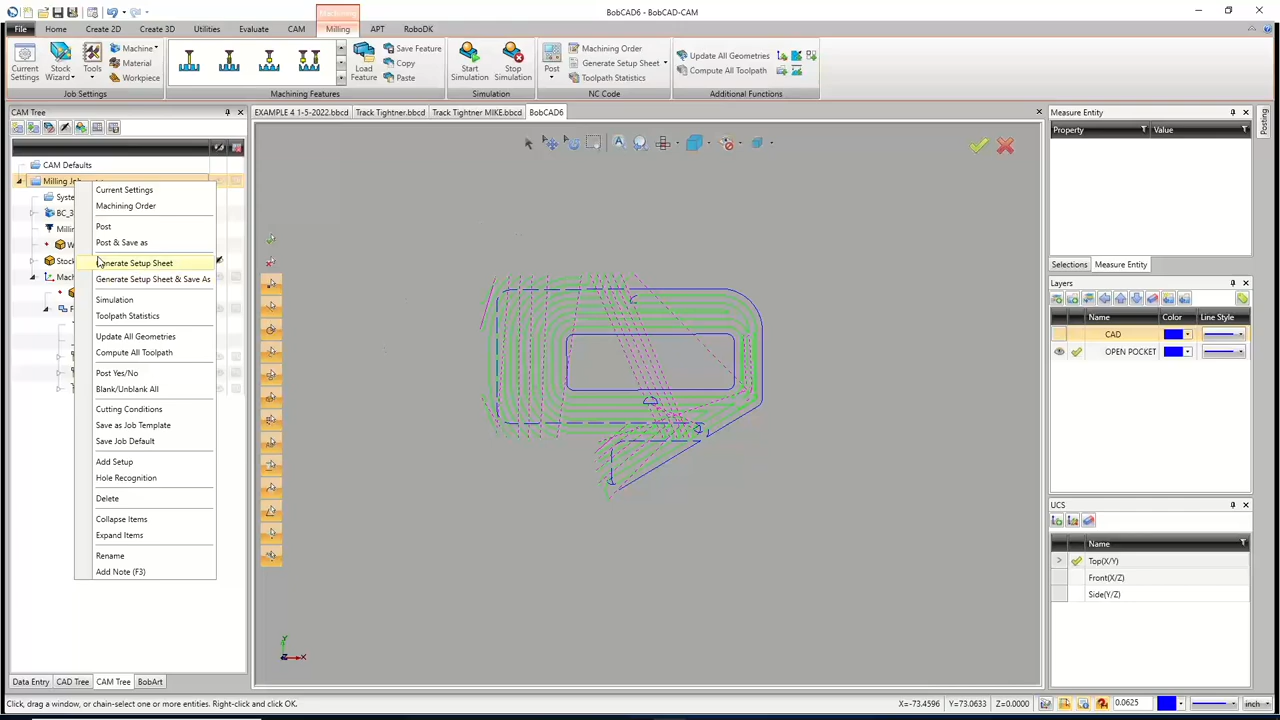 BobCAD6 - BobCAD-CAM
Machining
File Home Create 2D Create 3D Utilities Evaluate CAM Milling APT RoboDK
Current Settings
Stock Wizard
Tools
Machine
Material
Workpiece
Job Settings
Machining Features
Load Feature
Save Feature
Copy
Paste
Start Simulation
Stop Simulation
Simulation
Post
Machining Order
Generate Setup Sheet
Toolpath Statistics
NC Code
Update All Geometries
Compute All Toolpath
Additional Functions
CAM Tree
EXAMPLE 4 1-5-2022.bbcd Track Tightner.bbcd Track Tightner MIKE.bbcd BobCAD6
CAM Defaults
Milling Job
Syste
BC_3
Millin
W
Stock
Mach
F
Current Settings
Machining Order
Post
Post & Save as
Generate Setup Sheet
Generate Setup Sheet & Save As
Simulation
Toolpath Statistics
Update All Geometries
Compute All Toolpath
Post Yes/No
Blank/Unblank All
Cutting Conditions
Save as Job Template
Save Job Default
Add Setup
Hole Recognition
Delete
Collapse Items
Expand Items
Rename
Add Note (F3)
Y
X
Data Entry CAD Tree CAM Tree BobArt
Measure Entity
Property Value
Selections Measure Entity
Layers
Name Color Line Style
CAD
OPEN POCKET
UCS
Name
Top(X/Y)
Front(X/Z)
Side(Y/Z)
Posting
Click, drag a window, or chain-select one or more entities. Right-click and click OK.
X=-73.4596 Y=73.0633 Z=0.0000 0.0625 inch